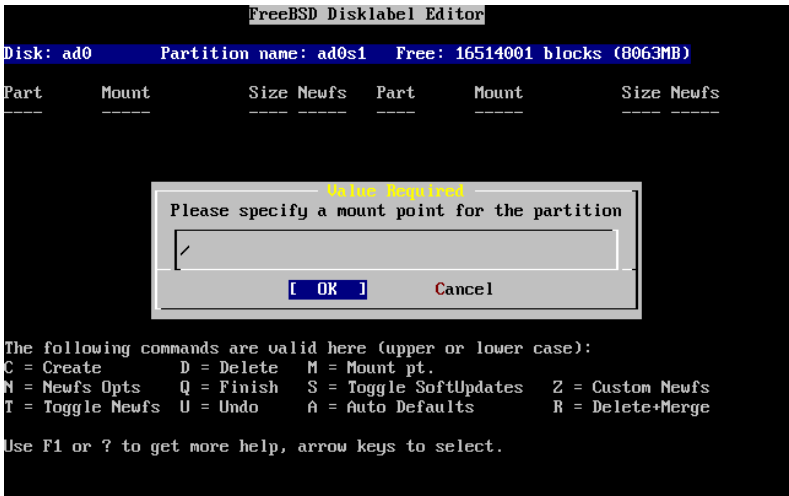 FreeBSD Disklabel Editor
Disk: ad0 Partition name: ad0s1 Free: 16514001 blocks (8063MB)
Part Mount Size Newfs Part Mount Size Newfs
---- ----- ---- ----- ---- ----- ---- -----
Value Required
Please specify a mount point for the partition
/
[ OK ] Cancel
The following commands are valid here (upper or lower case):
C = Create D = Delete M = Mount pt.
N = Newfs Opts Q = Finish S = Toggle SoftUpdates Z = Custom Newfs
T = Toggle Newfs U = Undo A = Auto Defaults R = Delete+Merge
Use F1 or ? to get more help, arrow keys to select.